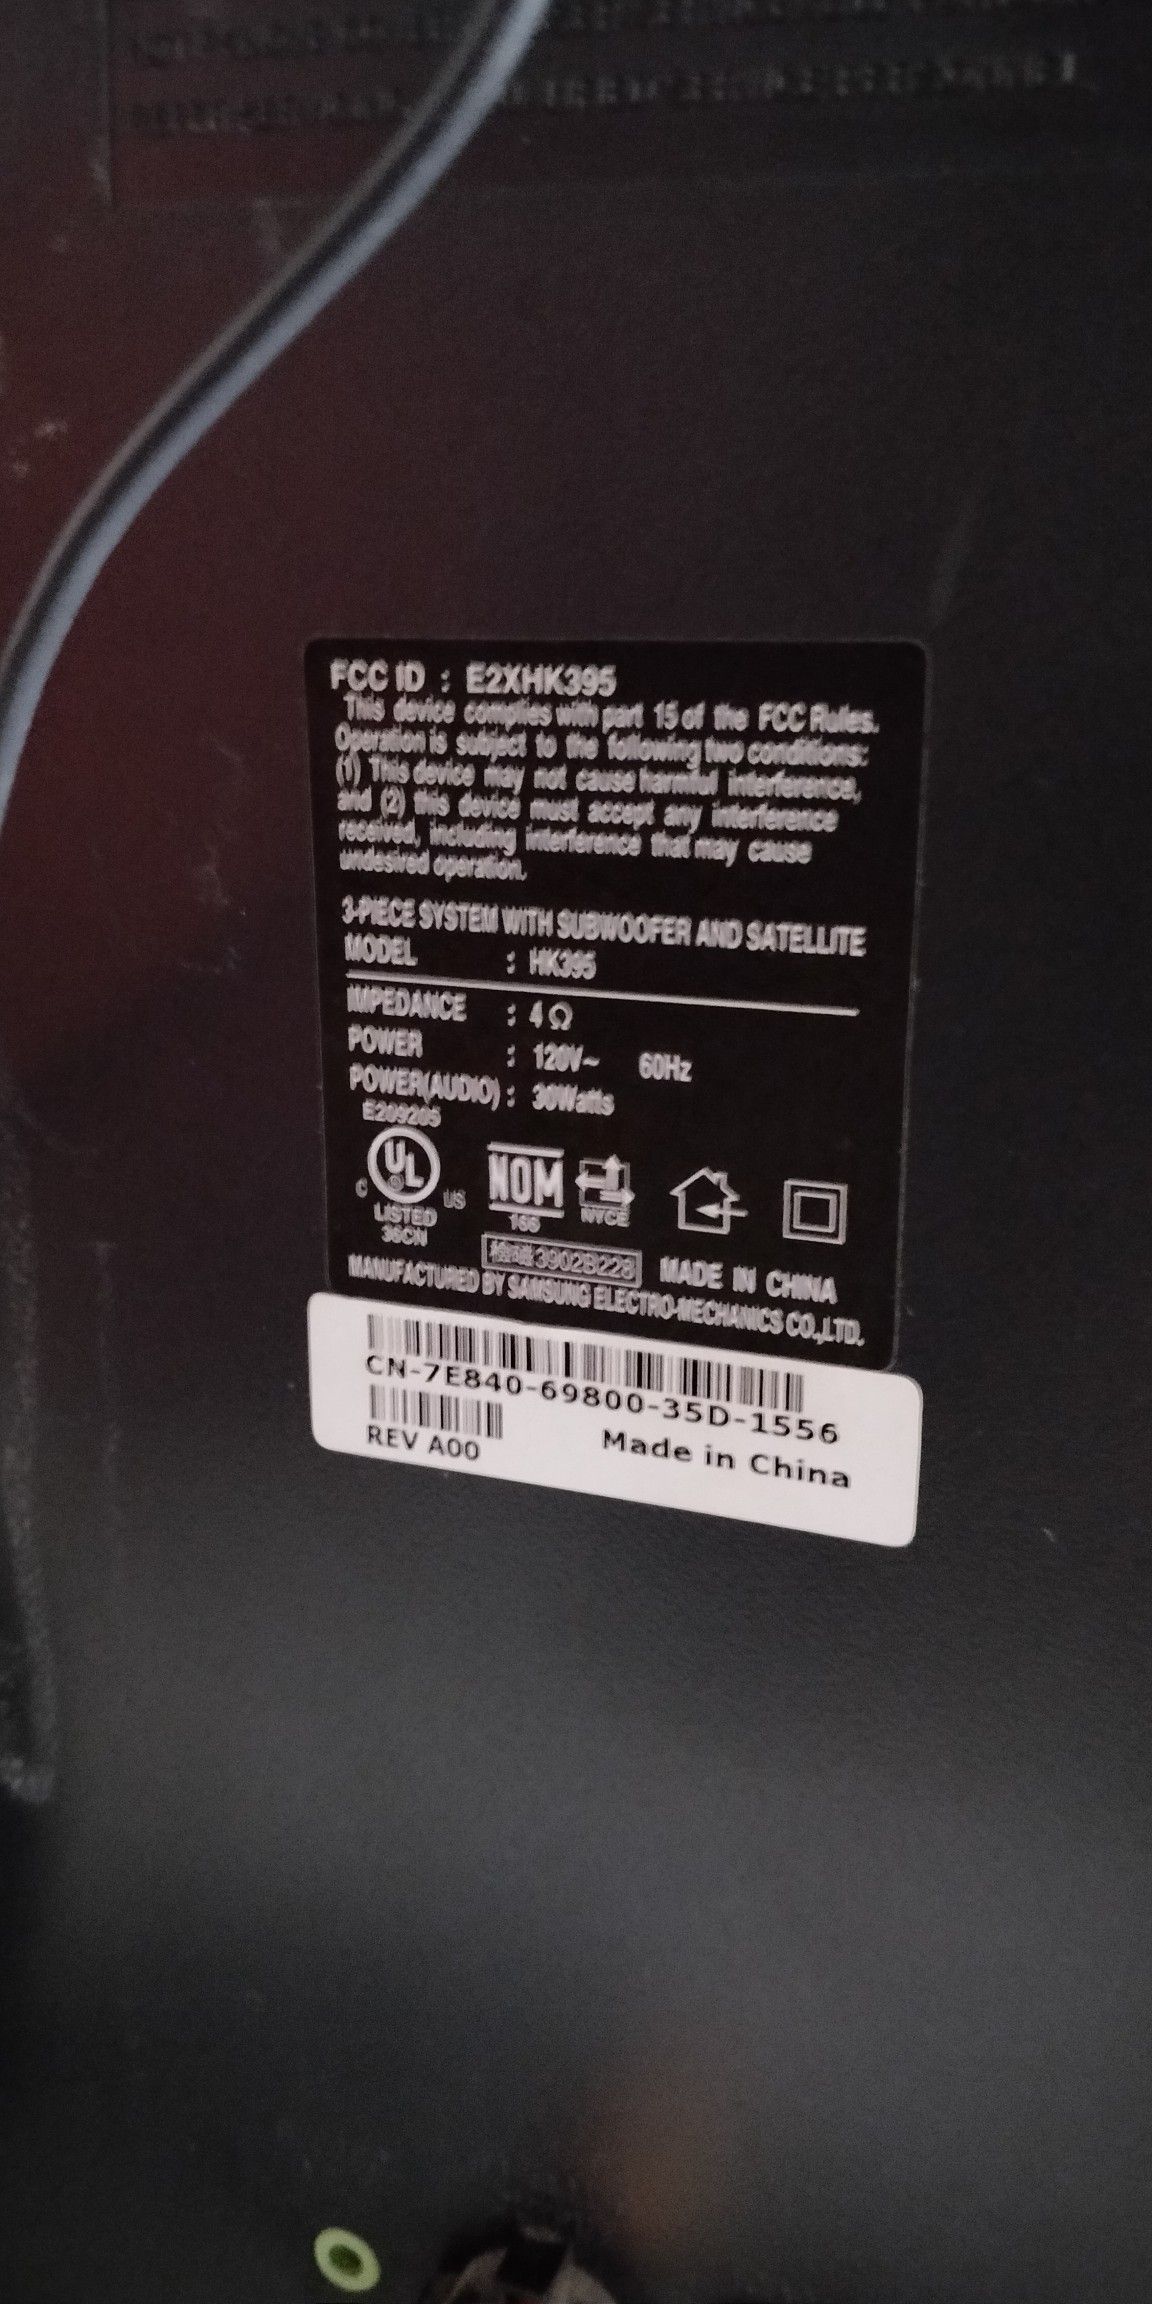 FCC ID : E2XHK395
This device complies with part 15 of the FCC Rules.
Operation is subject to the following two conditions:
(1) This device may not cause harmful interference,
and (2) this device must accept any interference
received, including interference that may cause
undesired operation.
3-PIECE SYSTEM WITH SUBWOOFER AND SATELLITE
MODEL : HK395
IMPEDANCE : 4Ω
POWER : 120V~ 60Hz
POWER(AUDIO) : 30Watts
E209205
C UL US
LISTED
36CN
NOM
NYCE
3902B228
MADE IN CHINA
MANUFACTURED BY SAMSUNG ELECTRO-MECHANICS CO.,LTD.
CN-7E840-69800-35D-1556
REV A00
Made in China